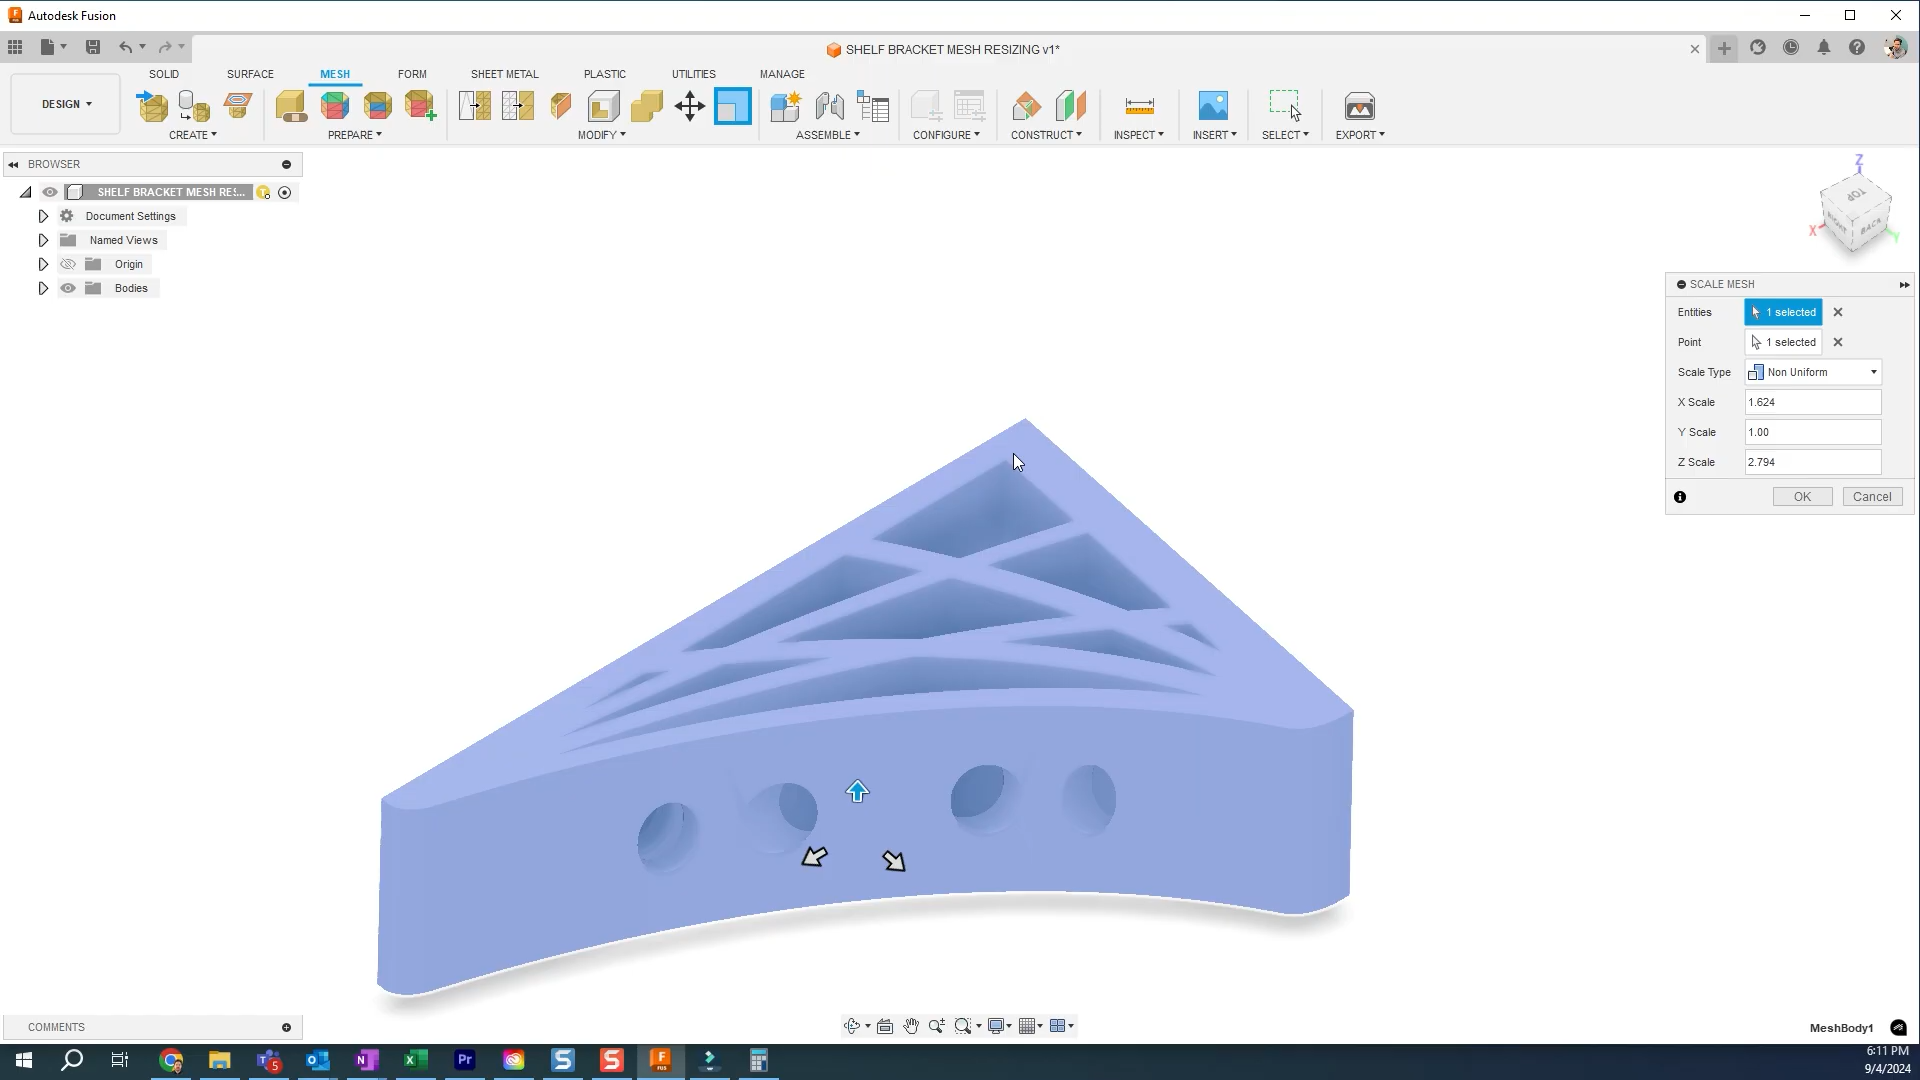 Autodesk Fusion
SHELF BRACKET MESH RESIZING v1*
DESIGN
SOLID
SURFACE
MESH
FORM
SHEET METAL
PLASTIC
UTILITIES
MANAGE
CREATE
PREPARE
MODIFY
ASSEMBLE
CONFIGURE
CONSTRUCT
INSPECT
INSERT
SELECT
EXPORT
BROWSER
SHELF BRACKET MESH RES...
Document Settings
Named Views
Origin
Bodies
Z
TOP
RIGHT
BACK
X
Y
SCALE MESH
Entities 1 selected
Point 1 selected
Scale Type Non Uniform
X Scale 1.624
Y Scale 1.00
Z Scale 2.794
OK Cancel
COMMENTS
MeshBody1
6:11 PM
9/4/2024